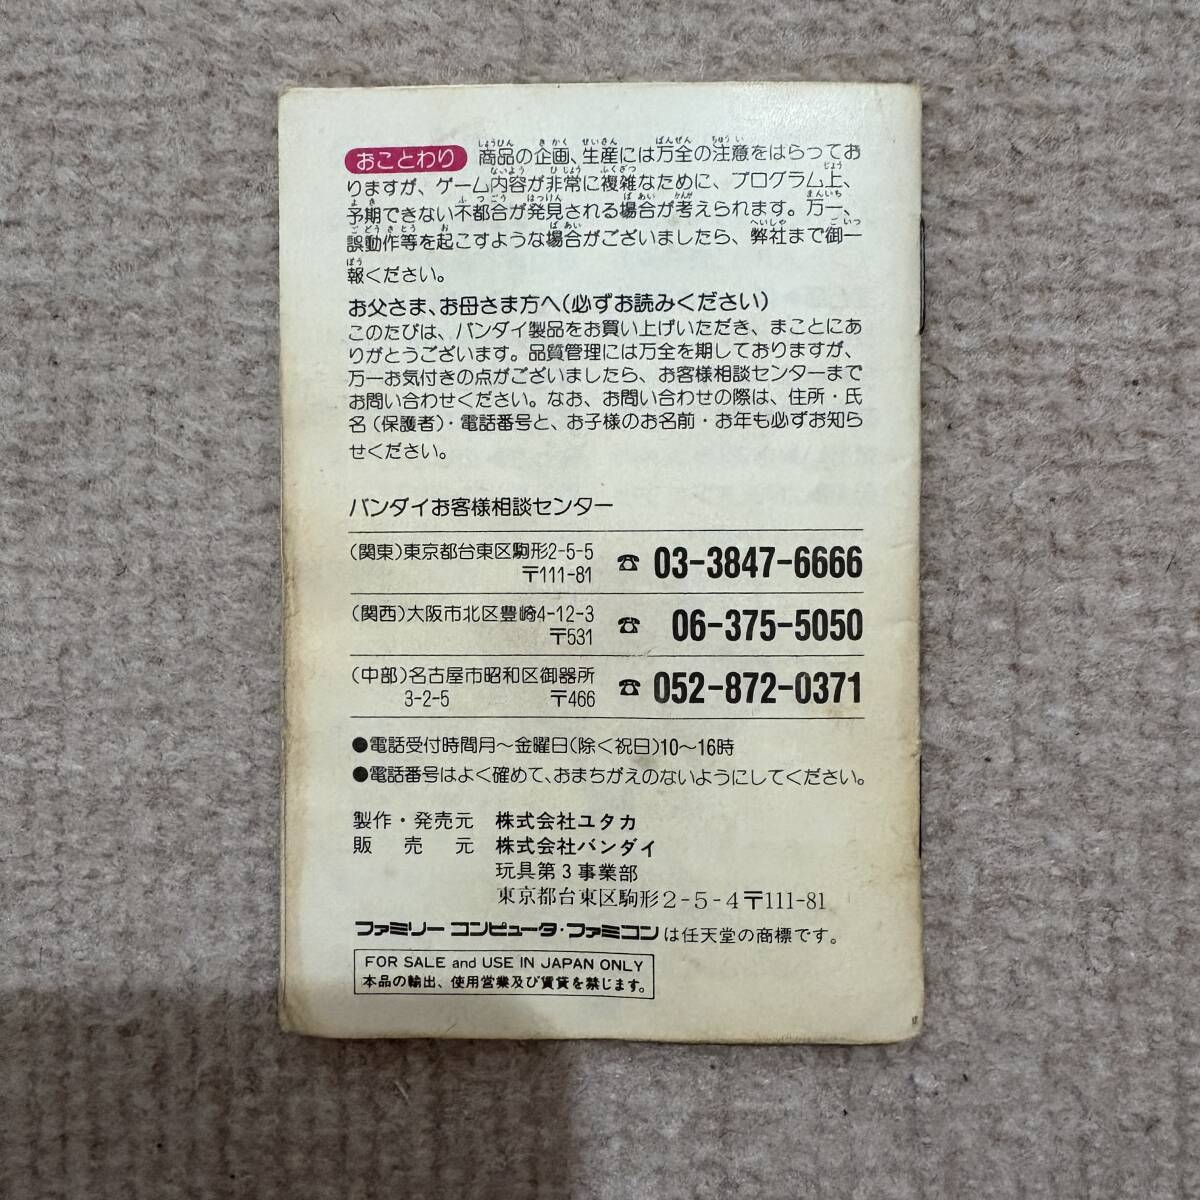 おことわり 商品の企画、生産には万全の注意をはらってお
りますが、ゲーム内容が非常に複雑なために、プログラム上、
予期できない不都合が発見される場合が考えられます。万一、
誤動作等を起こすような場合がございましたら、弊社まで御一
報ください。
お父さま、お母さま方へ(必ずお読みください)
このたびは、バンダイ製品をお買い上げいただき、まことにあ
りがとうございます。品質管理には万全を期しておりますが、
万一お気付きの点がございましたら、お客様相談センターまで
お問い合わせください。なお、お問い合わせの際は、住所・氏
名(保護者)・電話番号と、お子様のお名前・お年も必ずお知ら
せください。
バンダイお客様相談センター
(関東)東京都台東区駒形2-5-5
〒111-81 ☎ 03-3847-6666
(関西)大阪市北区豊崎4-12-3
〒531 ☎ 06-375-5050
(中部)名古屋市昭和区御器所
3-2-5 〒466 ☎ 052-872-0371
●電話受付時間月〜金曜日(除く祝日)10〜16時
●電話番号はよく確めて、おまちがえのないようにしてください。
製作・発売元 株式会社ユタカ
販売元 株式会社バンダイ
玩具第3事業部
東京都台東区駒形2-5-4〒111-81
ファミリーコンピュータ・ファミコンは任天堂の商標です。
FOR SALE and USE IN JAPAN ONLY
本品の輸出、使用営業及び賃貸を禁じます。